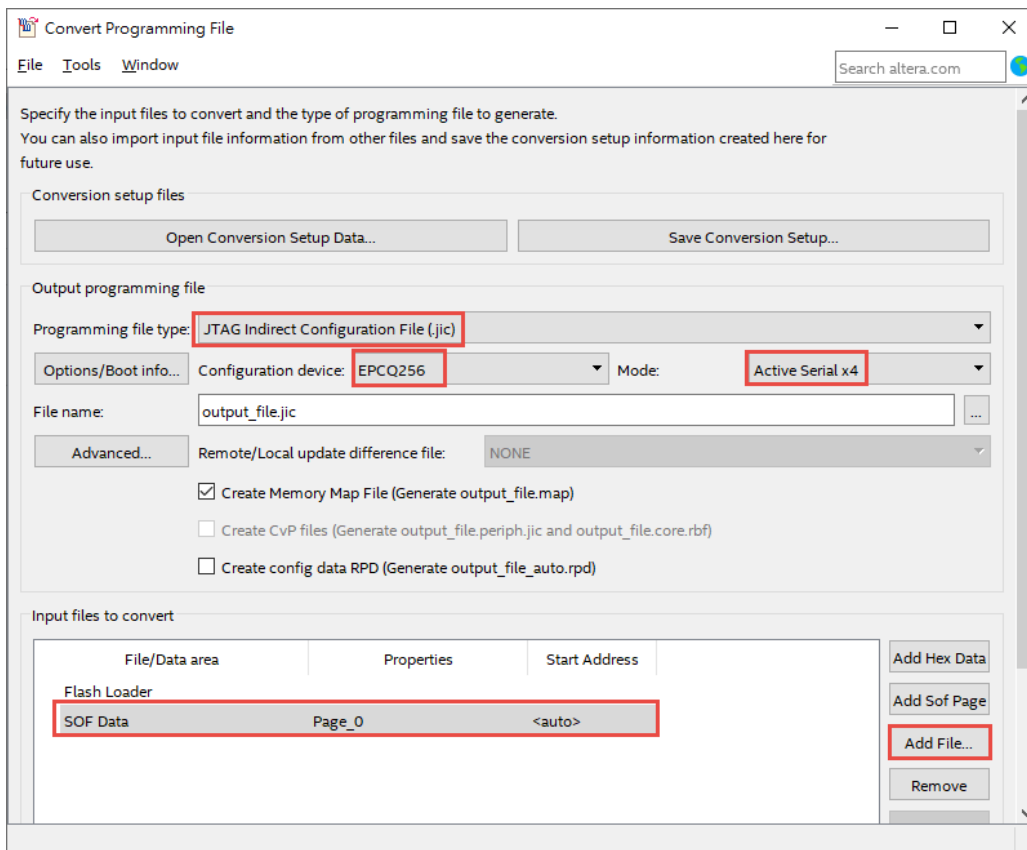 Convert Programming File
File Tools Window
Search altera.com
Specify the input files to convert and the type of programming file to generate.
You can also import input file information from other files and save the conversion setup information created here for
future use.
Conversion setup files
Open Conversion Setup Data... Save Conversion Setup...
Output programming file
Programming file type: JTAG Indirect Configuration File (.jic)
Options/Boot info... Configuration device: EPCQ256 Mode: Active Serial x4
File name: output_file.jic ...
Advanced... Remote/Local update difference file: NONE
Create Memory Map File (Generate output_file.map)
Create CvP files (Generate output_file.periph.jic and output_file.core.rbf)
Create config data RPD (Generate output_file_auto.rpd)
Input files to convert
File/Data area Properties Start Address
Add Hex Data
Flash Loader
SOF Data Page_0 <auto>
Add Sof Page
Add File...
Remove